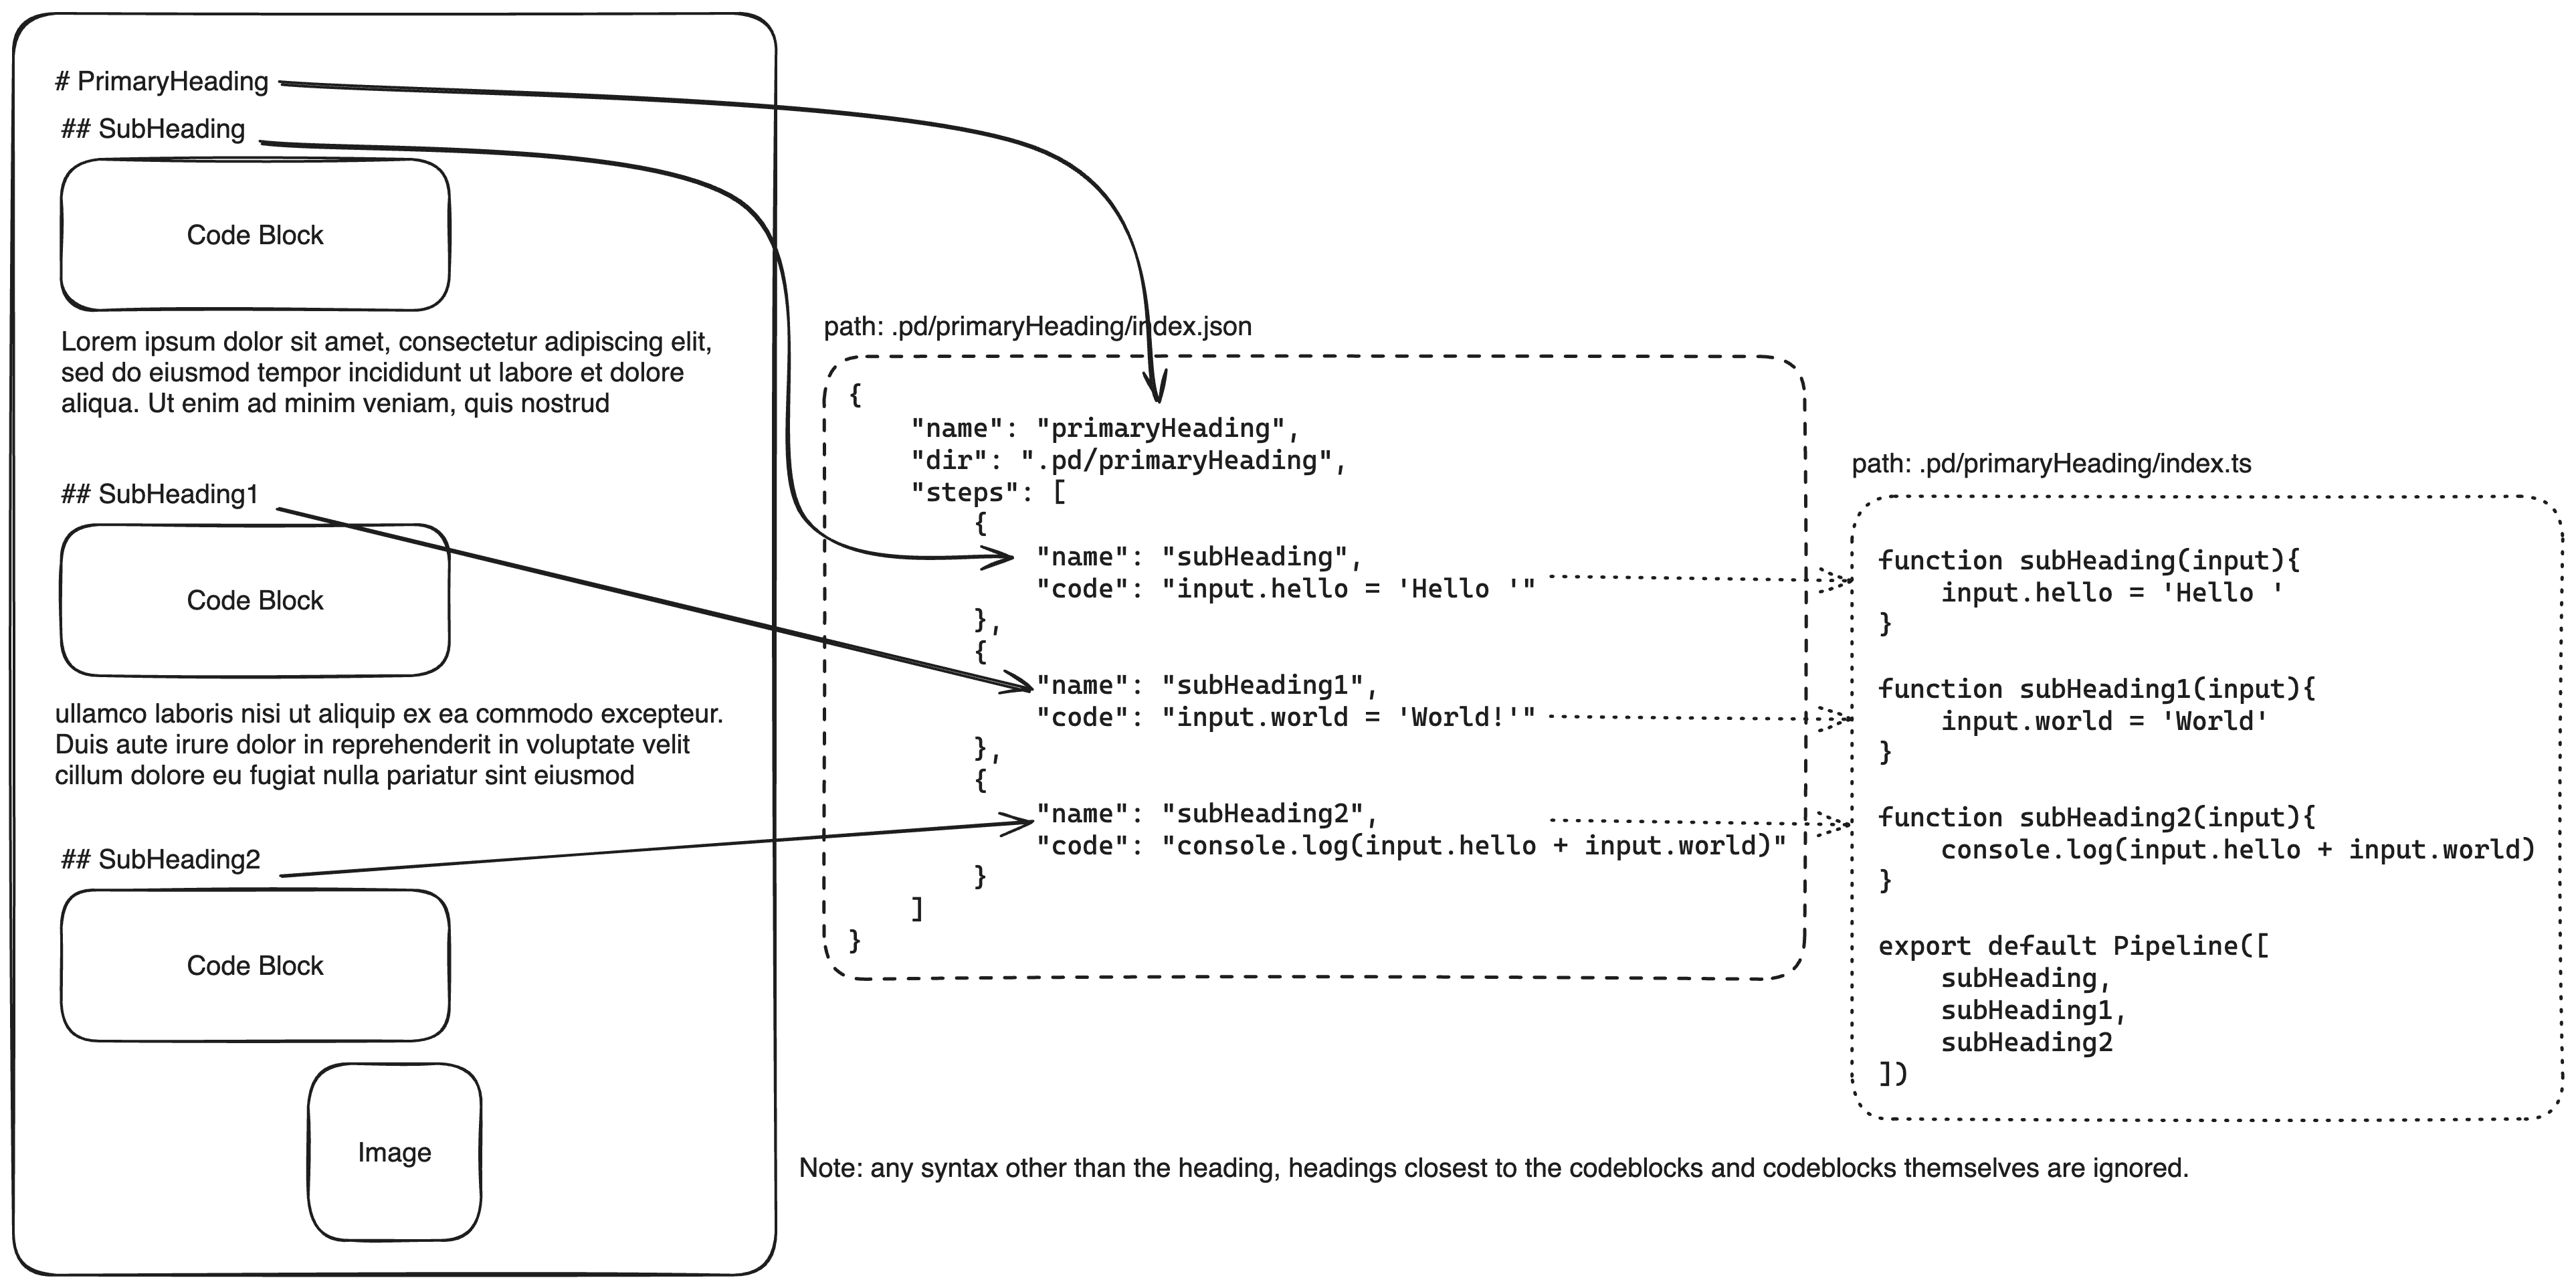 # PrimaryHeading
## SubHeading
Code Block
Lorem ipsum dolor sit amet, consectetur adipiscing elit,
sed do eiusmod tempor incididunt ut labore et dolore
aliqua. Ut enim ad minim veniam, quis nostrud
## SubHeading1
Code Block
ullamco laboris nisi ut aliquip ex ea commodo excepteur.
Duis aute irure dolor in reprehenderit in voluptate velit
cillum dolore eu fugiat nulla pariatur sint eiusmod
## SubHeading2
Code Block
Image
path: .pd/primaryHeading/index.json
{
    "name": "primaryHeading",
    "dir": ".pd/primaryHeading",
    "steps": [
        {
            "name": "subHeading",
            "code": "input.hello = 'Hello '"
        },
        {
            "name": "subHeading1",
            "code": "input.world = 'World!'"
        },
        {
            "name": "subHeading2",
            "code": "console.log(input.hello + input.world)"
        }
    ]
}
path: .pd/primaryHeading/index.ts
function subHeading(input){
    input.hello = 'Hello '
}
function subHeading1(input){
    input.world = 'World'
}
function subHeading2(input){
    console.log(input.hello + input.world)
}
export default Pipeline([
    subHeading,
    subHeading1,
    subHeading2
])
Note: any syntax other than the heading, headings closest to the codeblocks and codeblocks themselves are ignored.